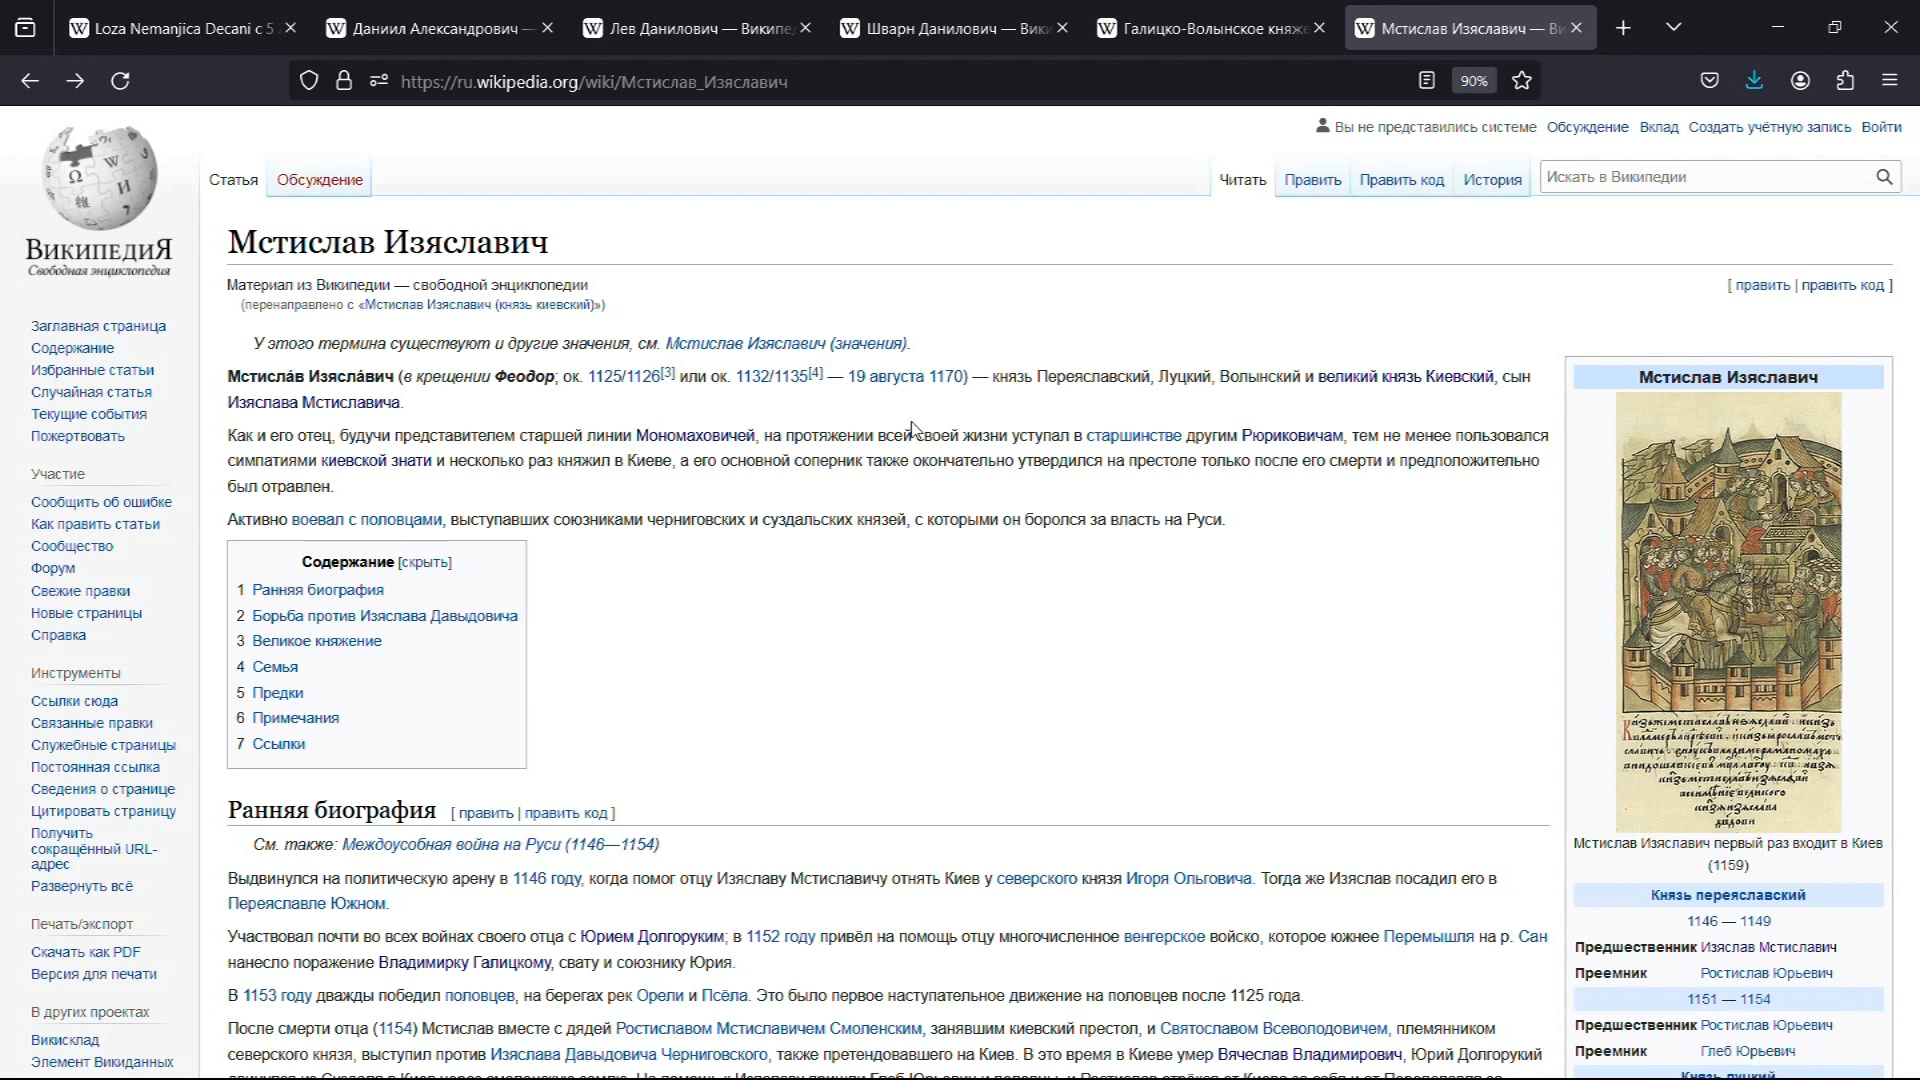 Loza Nemanjica Decani c 5
Даниил Александрович —
Лев Данилович — Википе
Шварн Данилович — Вики
Галицко-Волынское княже
Мстислав Изяславич — Ви
https://ru.wikipedia.org/wiki/Мстислав_Изяславич
90%
Вы не представились системе Обсуждение Вклад Создать учётную запись Войти
Статья Обсуждение Читать Править Править код История Искать в Википедии
ВикипедиЯ
Свободная энциклопедия
Заглавная страница
Содержание
Избранные статьи
Случайная статья
Текущие события
Пожертвовать
Участие
Сообщить об ошибке
Как править статьи
Сообщество
Форум
Свежие правки
Новые страницы
Справка
Инструменты
Ссылки сюда
Связанные правки
Служебные страницы
Постоянная ссылка
Сведения о странице
Цитировать страницу
Получить
сокращённый URL-
адрес
Развернуть всё
Печать/экспорт
Скачать как PDF
Версия для печати
В других проектах
Викисклад
Элемент Викиданных
Мстислав Изяславич
Материал из Википедии — свободной энциклопедии
[ править | править код ]
(перенаправлено с «Мстислав Изяславич (князь киевский)»)
У этого термина существуют и другие значения, см. Мстислав Изяславич (значения).
Мстисла́в Изясла́вич (в крещении Феодор; ок. 1125/1126[3] или ок. 1132/1135[4] — 19 августа 1170) — князь Переяславский, Луцкий, Волынский и великий князь Киевский, сын
Изяслава Мстиславича.
Как и его отец, будучи представителем старшей линии Мономаховичей, на протяжении всей своей жизни уступал в старшинстве другим Рюриковичам, тем не менее пользовался
симпатиями киевской знати и несколько раз княжил в Киеве, а его основной соперник также окончательно утвердился на престоле только после его смерти и предположительно
был отравлен.
Активно воевал с половцами, выступавших союзниками черниговских и суздальских князей, с которыми он боролся за власть на Руси.
Содержание [скрыть]
1 Ранняя биография
2 Борьба против Изяслава Давыдовича
3 Великое княжение
4 Семья
5 Предки
6 Примечания
7 Ссылки
Ранняя биография [ править | править код ]
См. также: Междоусобная война на Руси (1146—1154)
Выдвинулся на политическую арену в 1146 году, когда помог отцу Изяславу Мстиславичу отнять Киев у северского князя Игоря Ольговича. Тогда же Изяслав посадил его в
Переяславле Южном.
Участвовал почти во всех войнах своего отца с Юрием Долгоруким; в 1152 году привёл на помощь отцу многочисленное венгерское войско, которое южнее Перемышля на р. Сан
нанесло поражение Владимирку Галицкому, свату и союзнику Юрия.
В 1153 году дважды победил половцев, на берегах рек Орели и Псёла. Это было первое наступательное движение на половцев после 1125 года.
После смерти отца (1154) Мстислав вместе с дядей Ростиславом Мстиславичем Смоленским, занявшим киевский престол, и Святославом Всеволодовичем, племянником
северского князя, выступил против Изяслава Давыдовича Черниговского, также претендовавшего на Киев. В это время в Киеве умер Вячеслав Владимирович, Юрий Долгорукий
Мстислав Изяславич
Мстислав Изяславич первый раз входит в Киев
(1159)
Князь переяславский
1146 — 1149
Предшественник Изяслав Мстиславич
Преемник Ростислав Юрьевич
1151 — 1154
Предшественник Ростислав Юрьевич
Преемник Глеб Юрьевич
Князь луцкий